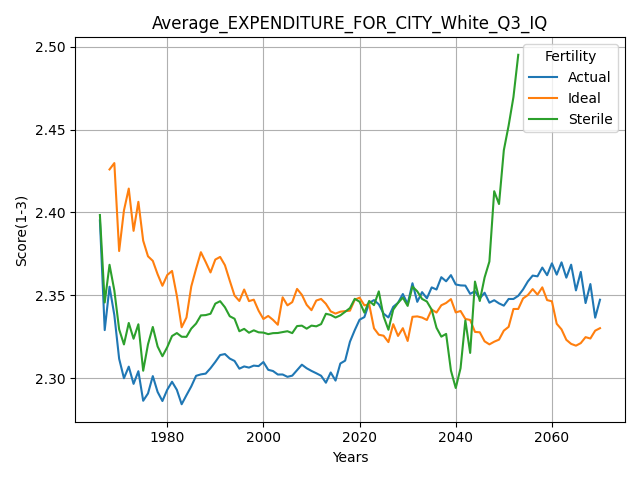 Average_EXPENDITURE_FOR_CITY_White_Q3_IQ
2.50
2.45
2.40
2.35
2.30
Score(1-3)
Fertility
Actual
Ideal
Sterile
1980 2000 2020 2040 2060
Years